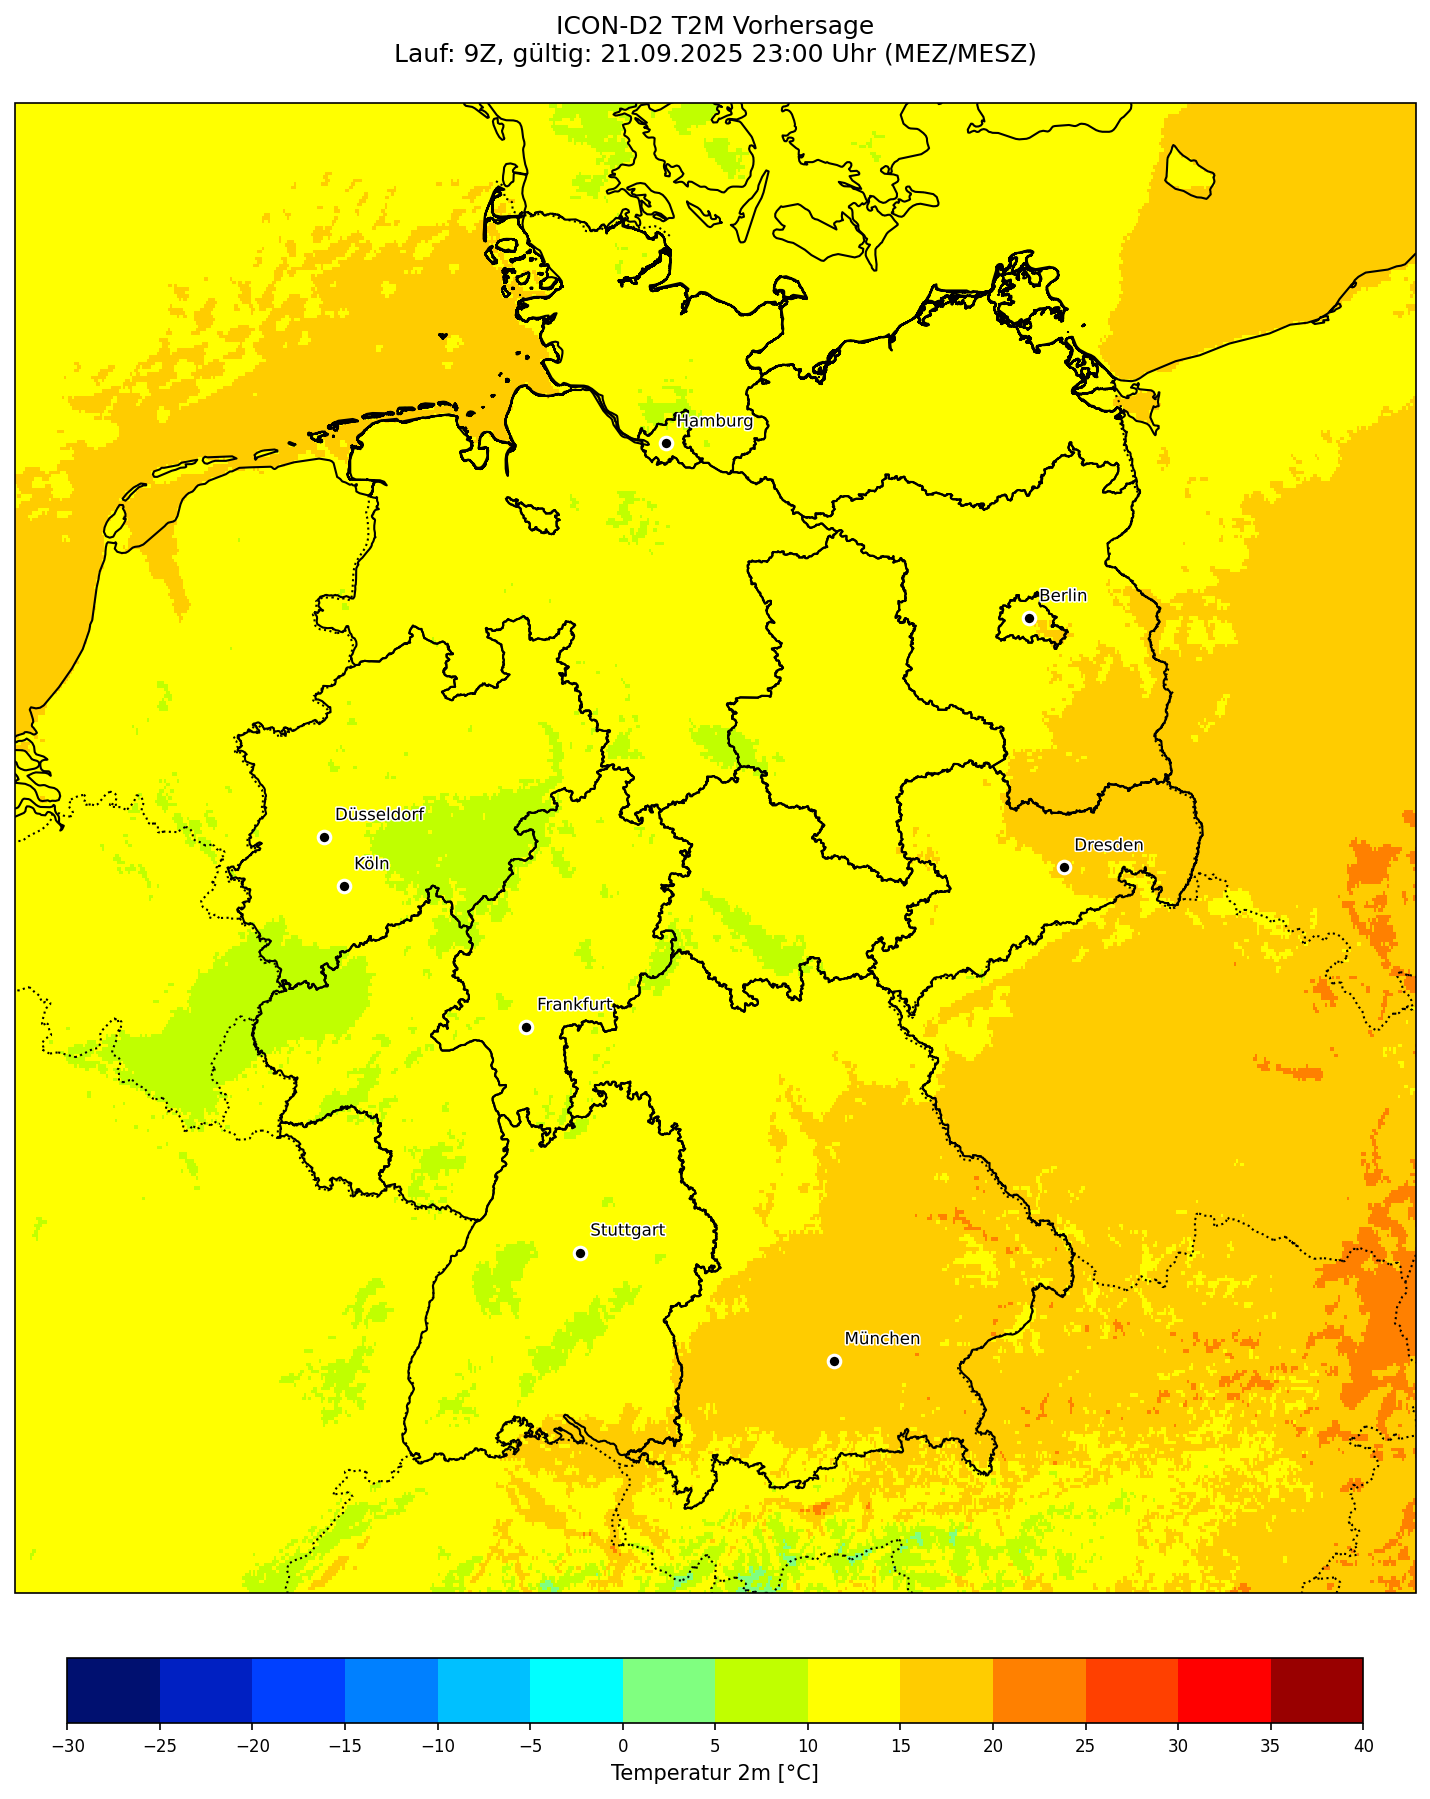 ICON-D2 T2M Vorhersage
Lauf: 9Z, gültig: 21.09.2025 23:00 Uhr (MEZ/MESZ)
Hamburg
Berlin
Düsseldorf
Köln
Dresden
Frankfurt
Stuttgart
München
−30 −25 −20 −15 −10 −5 0 5 10 15 20 25 30 35 40
Temperatur 2m [°C]